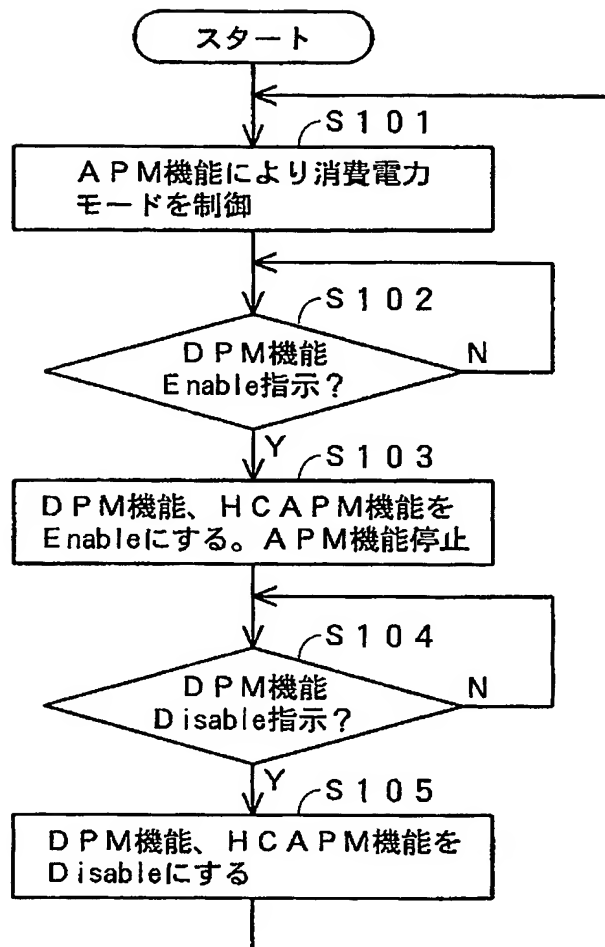 スタート
S101
APM機能により消費電力
モードを制御
S102
DPM機能
Enable指示？
N
Y
S103
DPM機能、HCAPM機能を
Enableにする。APM機能停止
S104
DPM機能
Disable指示？
N
Y
S105
DPM機能、HCAPM機能を
Disableにする